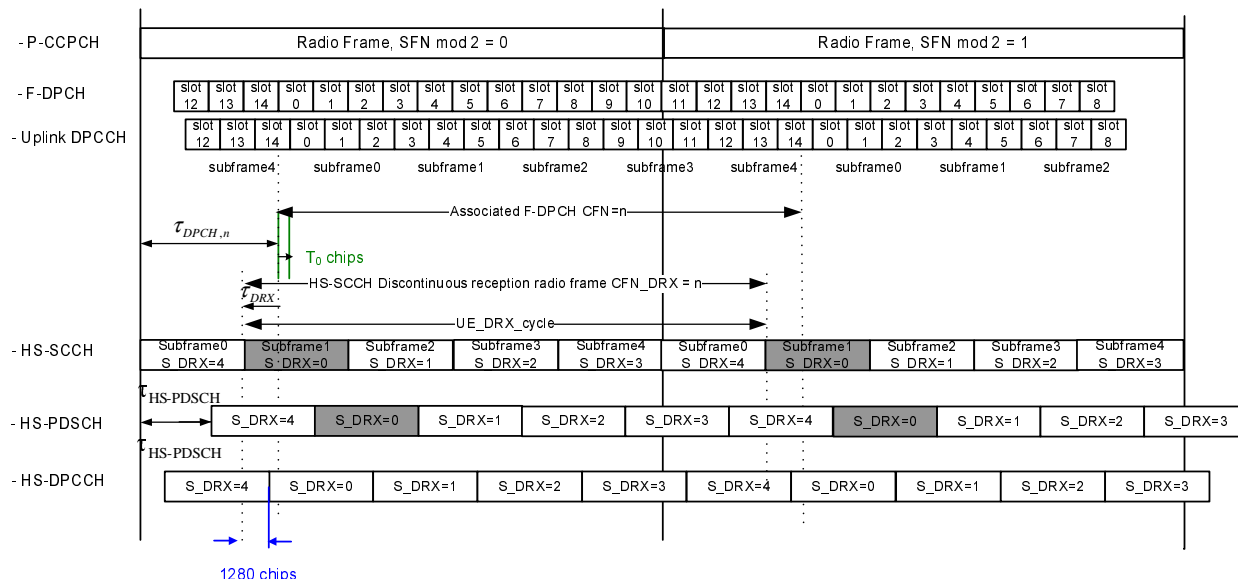 - P-CCPCH
Radio Frame, SFN mod 2 = 0
Radio Frame, SFN mod 2 = 1
- F-DPCH
slot 12 slot 13 slot 14 slot 0 slot 1 slot 2 slot 3 slot 4 slot 5 slot 6 slot 7 slot 8 slot 9 slot 10 slot 11 slot 12 slot 13 slot 14 slot 0 slot 1 slot 2 slot 3 slot 4 slot 5 slot 6 slot 7 slot 8
- Uplink DPCCH
slot 12 slot 13 slot 14 slot 0 slot 1 slot 2 slot 3 slot 4 slot 5 slot 6 slot 7 slot 8 slot 9 slot 10 slot 11 slot 12 slot 13 slot 14 slot 0 slot 1 slot 2 slot 3 slot 4 slot 5 slot 6 slot 7 slot 8
subframe4 subframe0 subframe1 subframe2 subframe3 subframe4 subframe0 subframe1 subframe2
Associated F-DPCH CFN=n
τDPCH,n
T0 chips
HS-SCCH Discontinuous reception radio frame CFN_DRX = n
τDRX
UE_DRX_cycle
- HS-SCCH
Subframe0 Subframe1 Subframe2 Subframe3 Subframe4 Subframe0 Subframe1 Subframe2 Subframe3 Subframe4
S_DRX=4 S_DRX=0 S_DRX=1 S_DRX=2 S_DRX=3 S_DRX=4 S_DRX=0 S_DRX=1 S_DRX=2 S_DRX=3
τHS-PDSCH
- HS-PDSCH
S_DRX=4 S_DRX=0 S_DRX=1 S_DRX=2 S_DRX=3 S_DRX=4 S_DRX=0 S_DRX=1 S_DRX=2 S_DRX=3
τHS-PDSCH
- HS-DPCCH
S_DRX=4 S_DRX=0 S_DRX=1 S_DRX=2 S_DRX=3 S_DRX=4 S_DRX=0 S_DRX=1 S_DRX=2 S_DRX=3
1280 chips